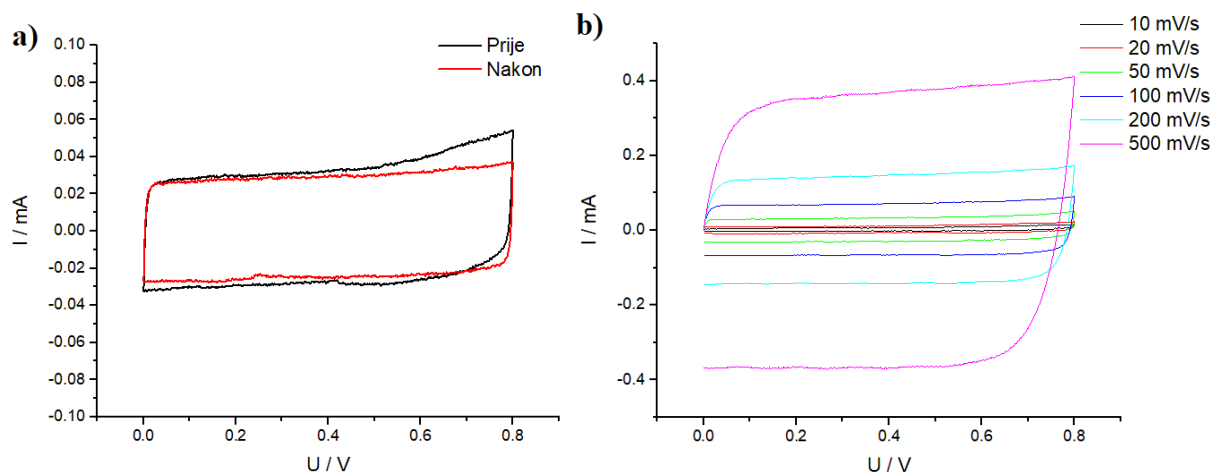 a)
Prije
Nakon
0.10
0.08
0.06
0.04
0.02
0.00
-0.02
-0.04
-0.06
-0.08
-0.10
I / mA
0.0 0.2 0.4 0.6 0.8
U / V
b)
10 mV/s
20 mV/s
50 mV/s
100 mV/s
200 mV/s
500 mV/s
0.4
0.2
0.0
-0.2
-0.4
I / mA
0.0 0.2 0.4 0.6 0.8
U / V